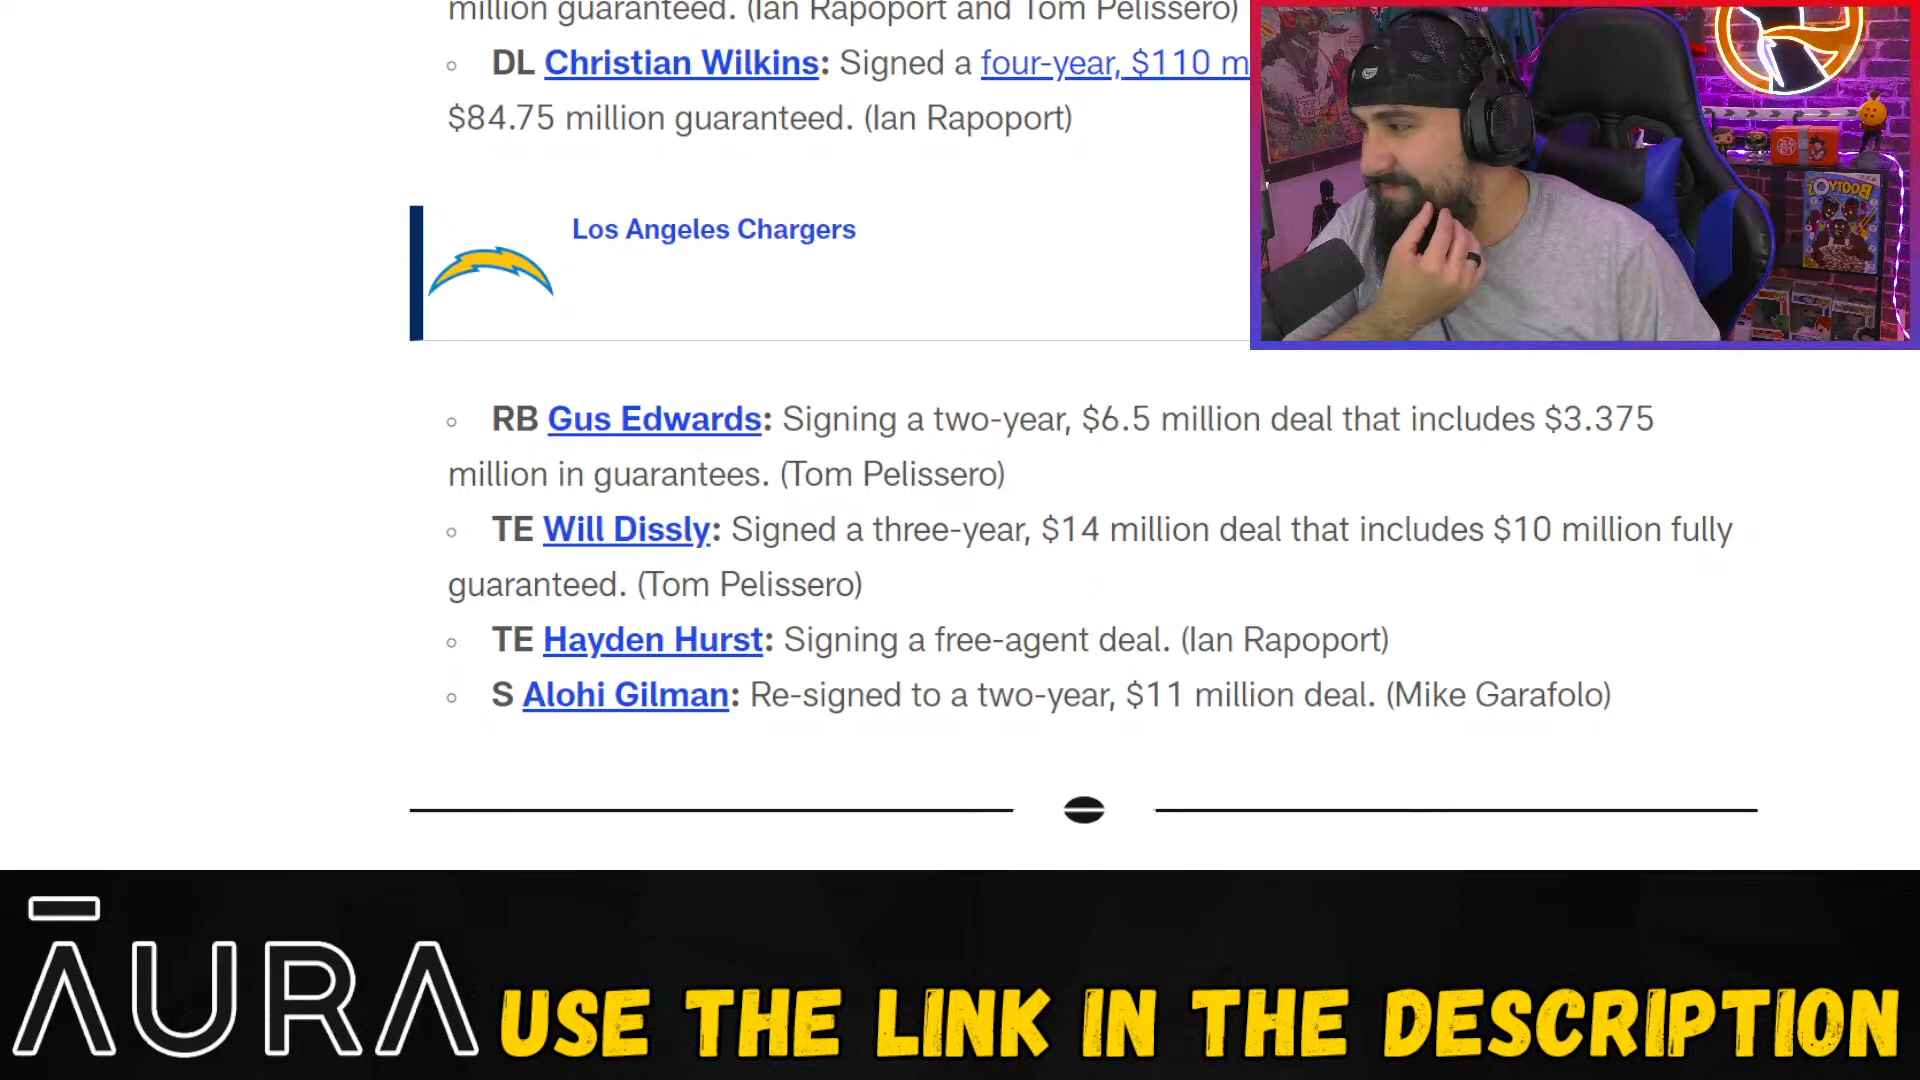 million guaranteed. (Ian Rapoport and Tom Pelissero)
DL Christian Wilkins: Signed a four-year, $110 m
$84.75 million guaranteed. (Ian Rapoport)
Los Angeles Chargers
RB Gus Edwards: Signing a two-year, $6.5 million deal that includes $3.375
million in guarantees. (Tom Pelissero)
TE Will Dissly: Signed a three-year, $14 million deal that includes $10 million fully
guaranteed. (Tom Pelissero)
TE Hayden Hurst: Signing a free-agent deal. (Ian Rapoport)
S Alohi Gilman: Re-signed to a two-year, $11 million deal. (Mike Garafolo)
ĀURA USE THE LINK IN THE DESCRIPTION